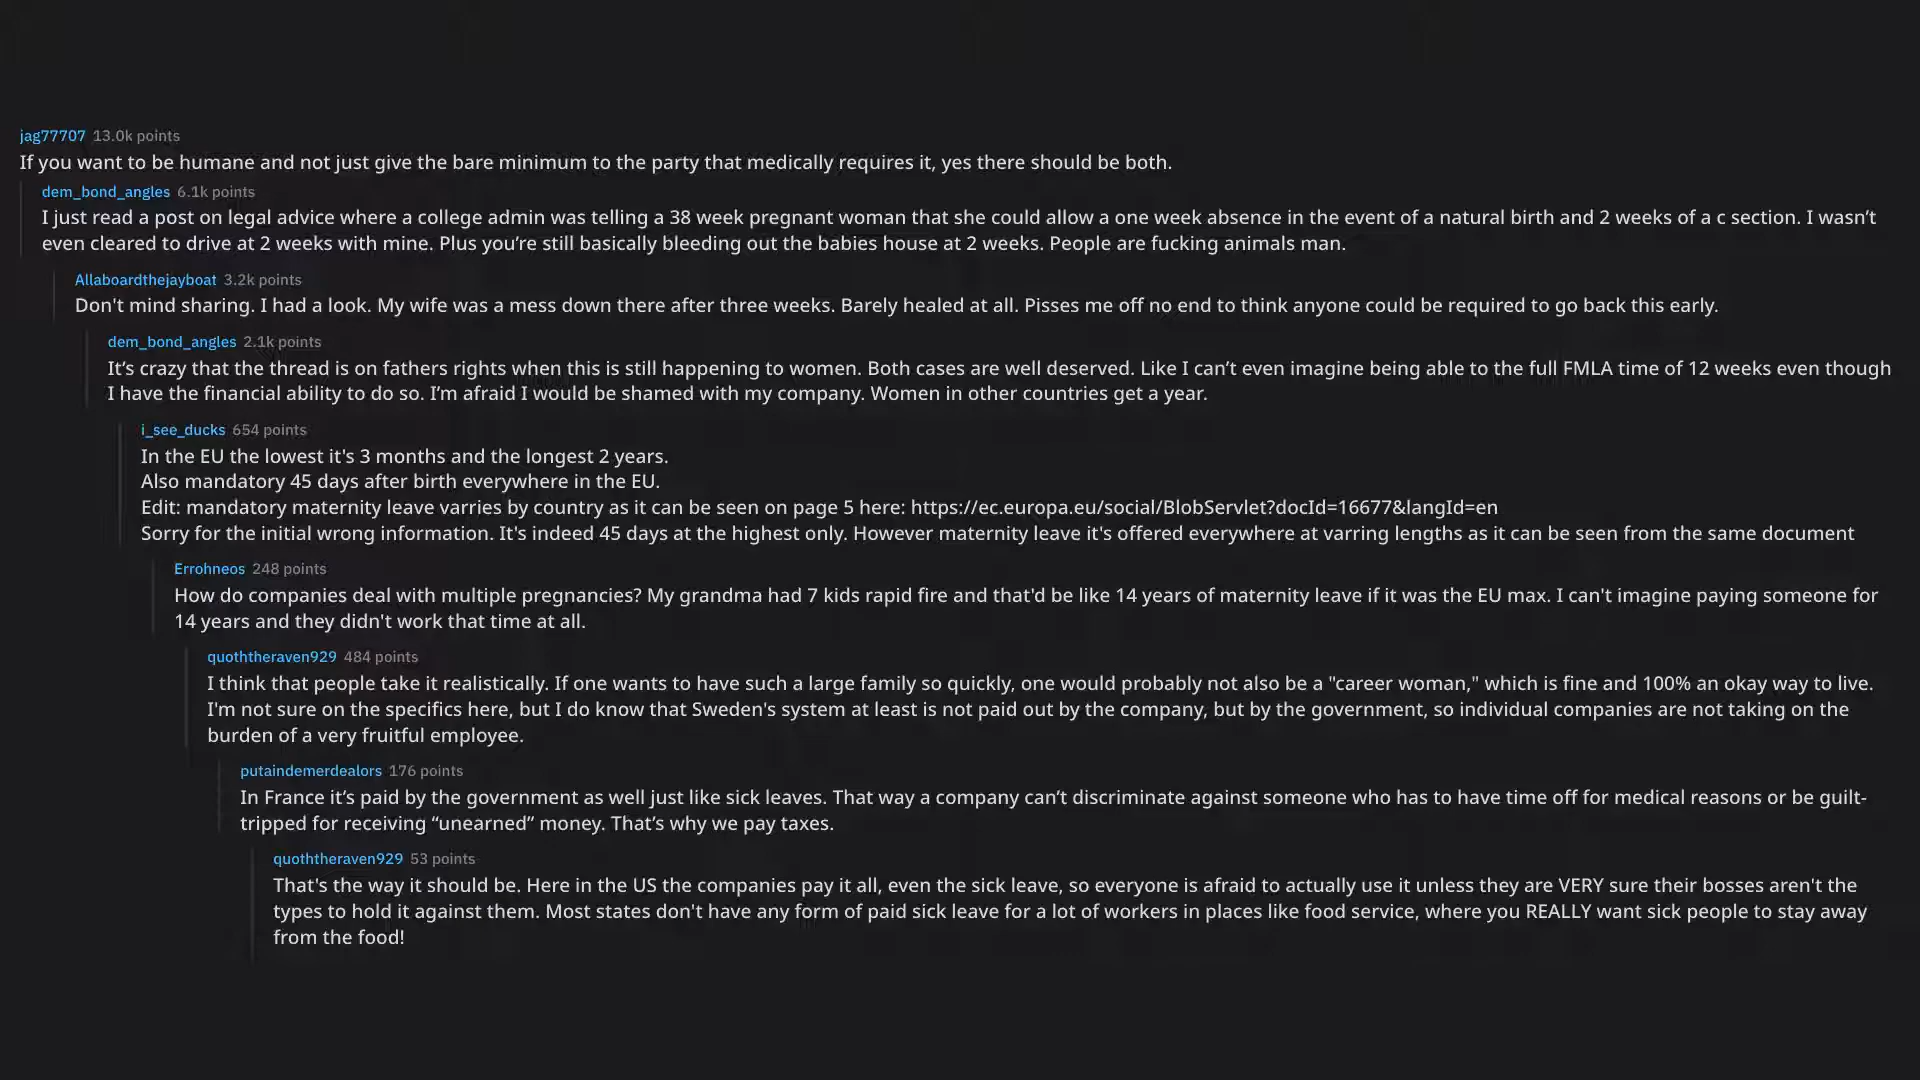 jag77707 13.0k points
If you want to be humane and not just give the bare minimum to the party that medically requires it, yes there should be both.
dem_bond_angles 6.1k points
I just read a post on legal advice where a college admin was telling a 38 week pregnant woman that she could allow a one week absence in the event of a natural birth and 2 weeks of a c section. I wasn’t
even cleared to drive at 2 weeks with mine. Plus you’re still basically bleeding out the babies house at 2 weeks. People are fucking animals man.
Allaboardthejayboat 3.2k points
Don't mind sharing. I had a look. My wife was a mess down there after three weeks. Barely healed at all. Pisses me off no end to think anyone could be required to go back this early.
dem_bond_angles 2.1k points
It’s crazy that the thread is on fathers rights when this is still happening to women. Both cases are well deserved. Like I can’t even imagine being able to the full FMLA time of 12 weeks even though
I have the financial ability to do so. I’m afraid I would be shamed with my company. Women in other countries get a year.
i_see_ducks 654 points
In the EU the lowest it's 3 months and the longest 2 years.
Also mandatory 45 days after birth everywhere in the EU.
Edit: mandatory maternity leave varries by country as it can be seen on page 5 here: https://ec.europa.eu/social/BlobServlet?docId=16677&langId=en
Sorry for the initial wrong information. It's indeed 45 days at the highest only. However maternity leave it's offered everywhere at varring lengths as it can be seen from the same document
Errohneos 248 points
How do companies deal with multiple pregnancies? My grandma had 7 kids rapid fire and that'd be like 14 years of maternity leave if it was the EU max. I can't imagine paying someone for
14 years and they didn't work that time at all.
quoththeraven929 484 points
I think that people take it realistically. If one wants to have such a large family so quickly, one would probably not also be a "career woman," which is fine and 100% an okay way to live.
I'm not sure on the specifics here, but I do know that Sweden's system at least is not paid out by the company, but by the government, so individual companies are not taking on the
burden of a very fruitful employee.
putaindemerdealors 176 points
In France it’s paid by the government as well just like sick leaves. That way a company can’t discriminate against someone who has to have time off for medical reasons or be guilt-
tripped for receiving “unearned” money. That’s why we pay taxes.
quoththeraven929 53 points
That's the way it should be. Here in the US the companies pay it all, even the sick leave, so everyone is afraid to actually use it unless they are VERY sure their bosses aren't the
types to hold it against them. Most states don't have any form of paid sick leave for a lot of workers in places like food service, where you REALLY want sick people to stay away
from the food!